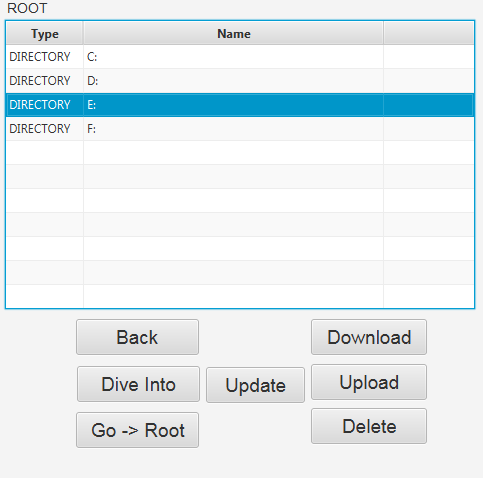 ROOT
Type Name
DIRECTORY C:
DIRECTORY D:
DIRECTORY E:
DIRECTORY F:
Back Download
Dive Into Update Upload
Go -> Root Delete